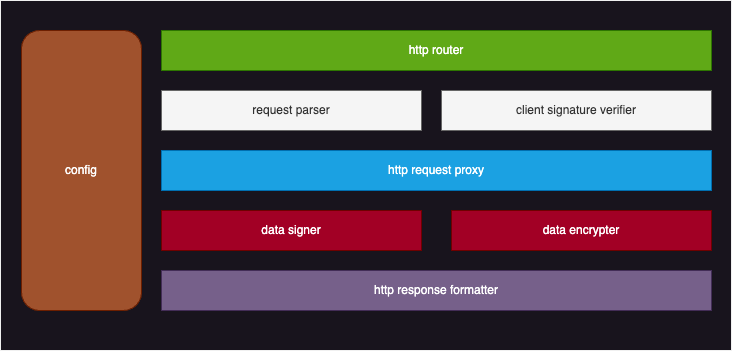 http router
request parser
client signature verifier
config
http request proxy
data signer
data encrypter
http response formatter